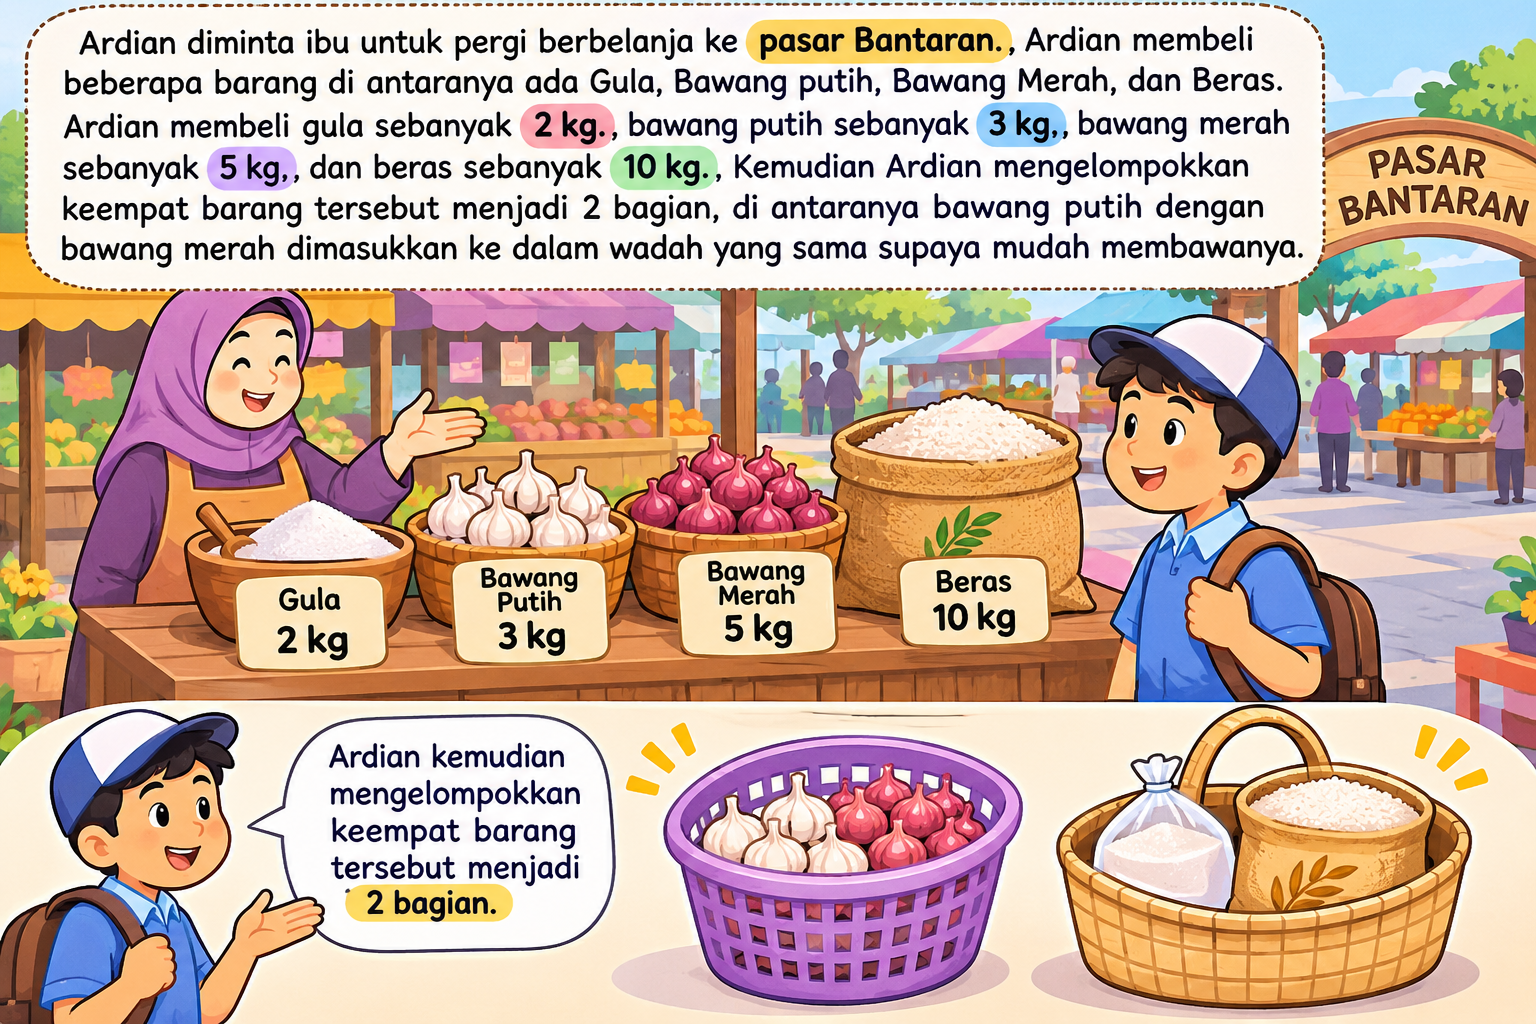 Ardian diminta ibu untuk pergi berbelanja ke pasar Bantaran., Ardian membeli
beberapa barang di antaranya ada Gula, Bawang putih, Bawang Merah, dan Beras.
Ardian membeli gula sebanyak 2 kg., bawang putih sebanyak 3 kg,, bawang merah
sebanyak 5 kg,, dan beras sebanyak 10 kg., Kemudian Ardian mengelompokkan
keempat barang tersebut menjadi 2 bagian, di antaranya bawang putih dengan
bawang merah dimasukkan ke dalam wadah yang sama supaya mudah membawanya.
PASAR
BANTARAN
Gula
2 kg
Bawang
Putih
3 kg
Bawang
Merah
5 kg
Beras
10 kg
Ardian kemudian
mengelompokkan
keempat barang
tersebut menjadi
2 bagian.